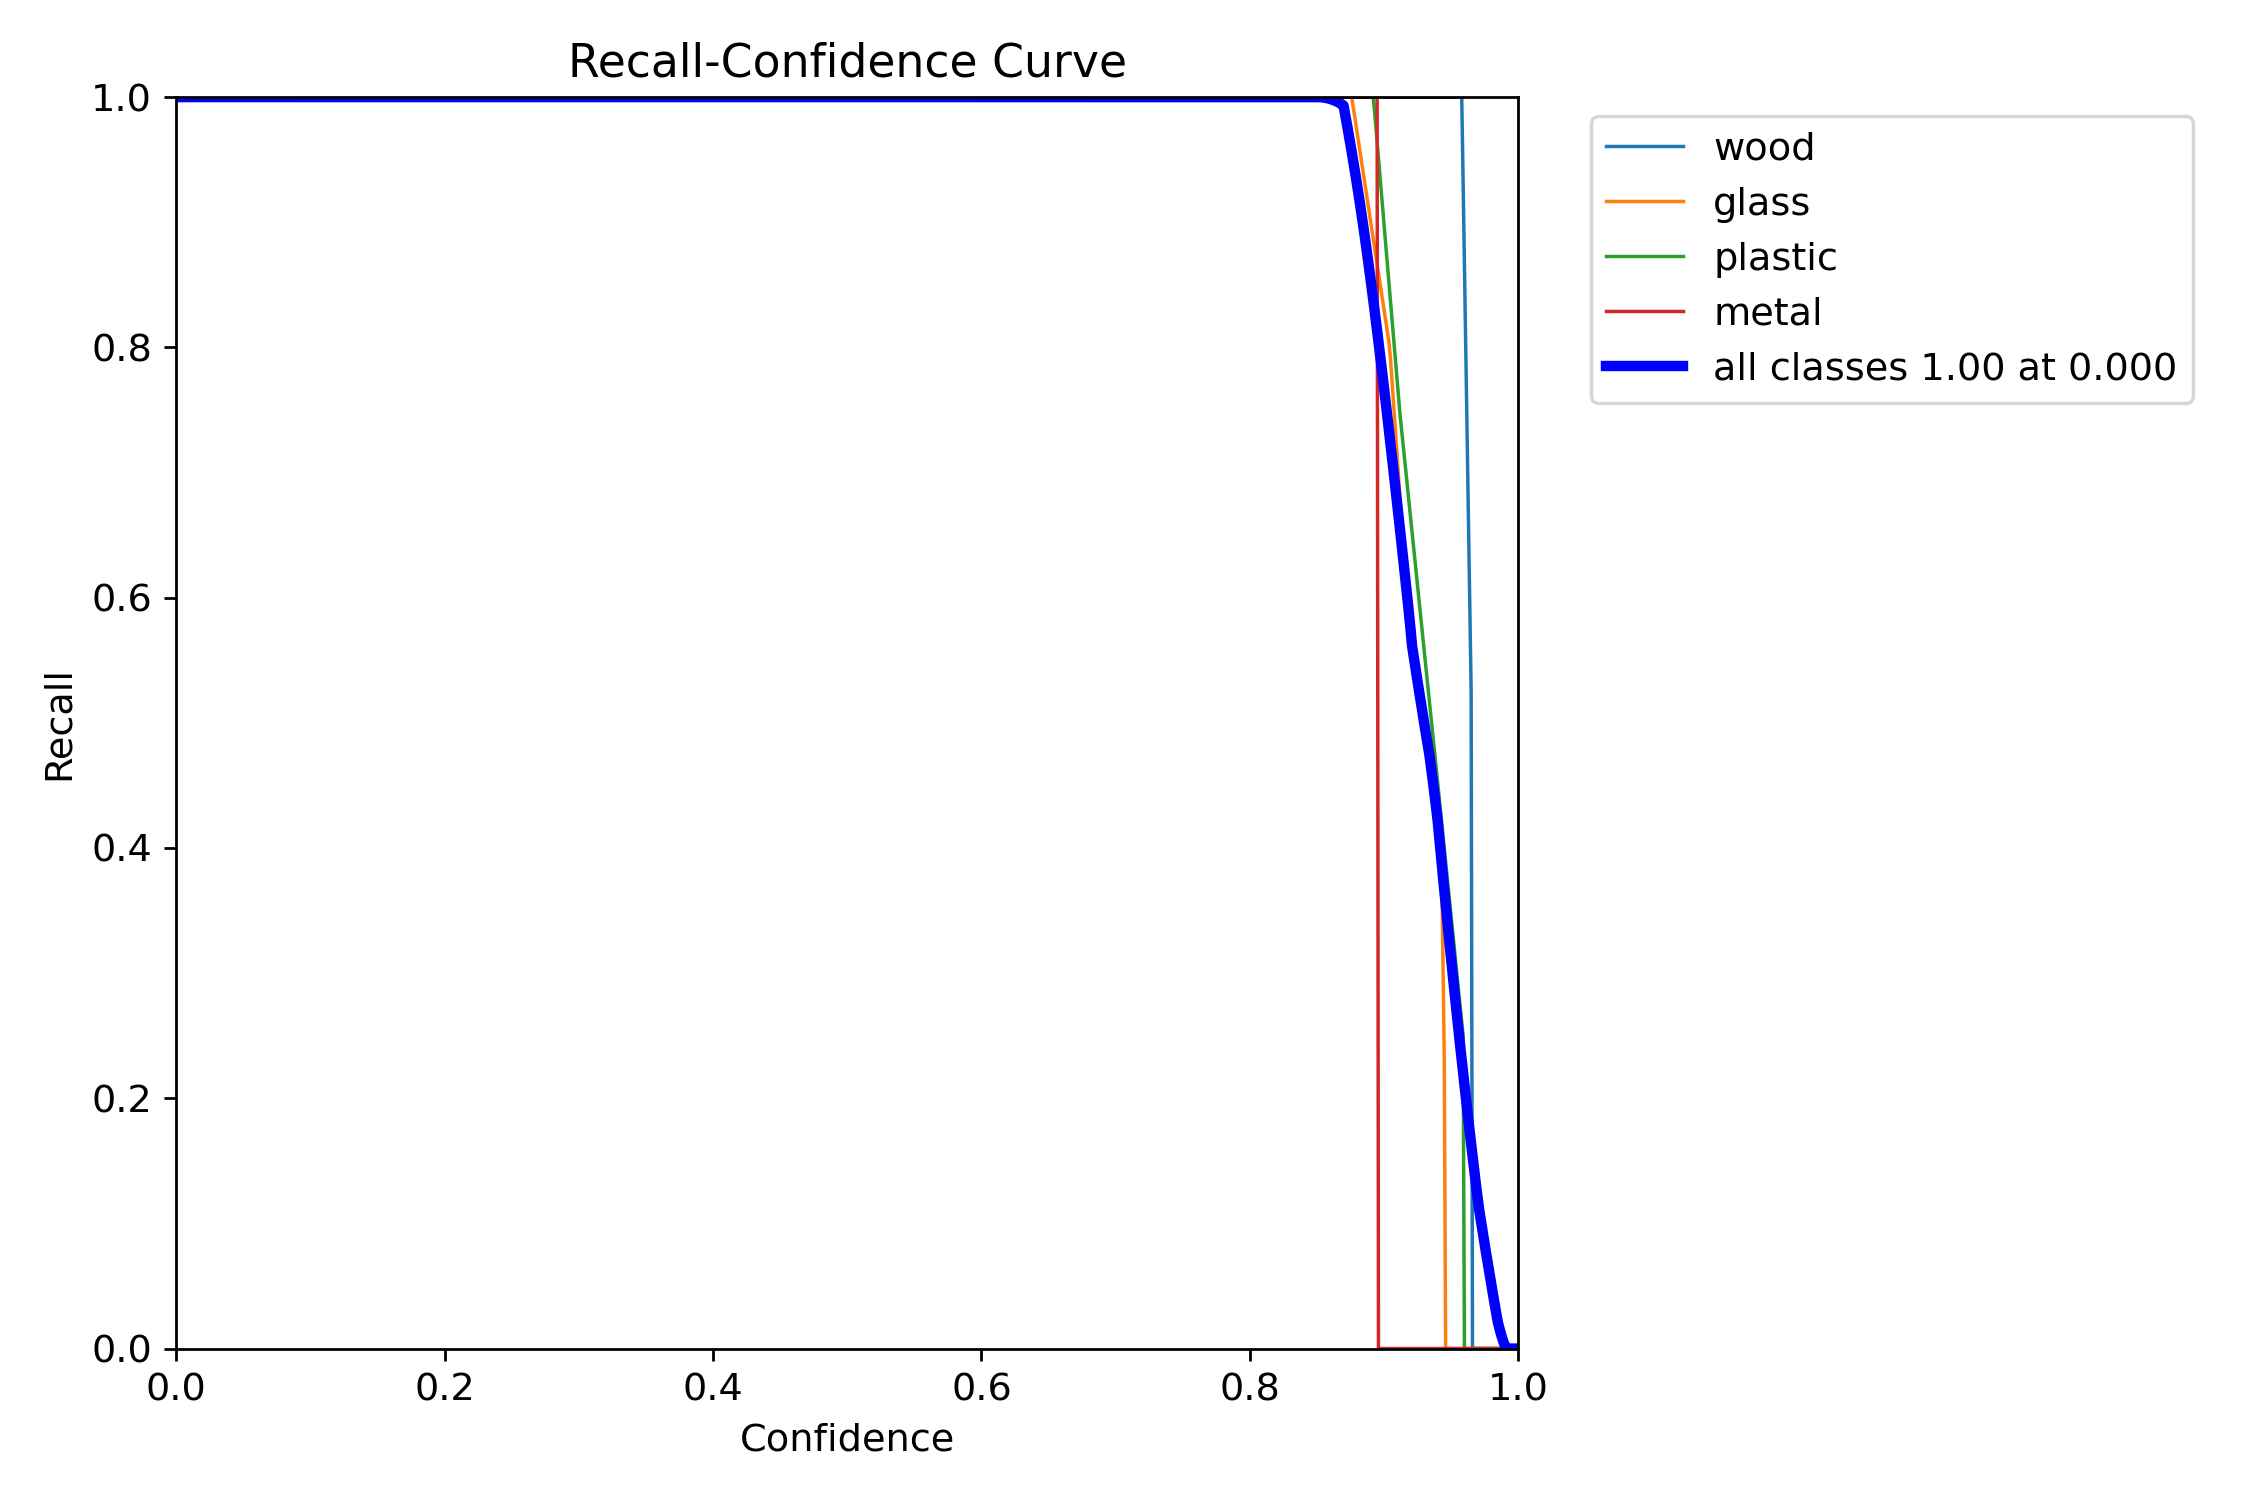 Recall-Confidence Curve
1.0
0.8
0.6
0.4
0.2
0.0
Recall
0.0 0.2 0.4 0.6 0.8 1.0
Confidence
wood
glass
plastic
metal
all classes 1.00 at 0.000